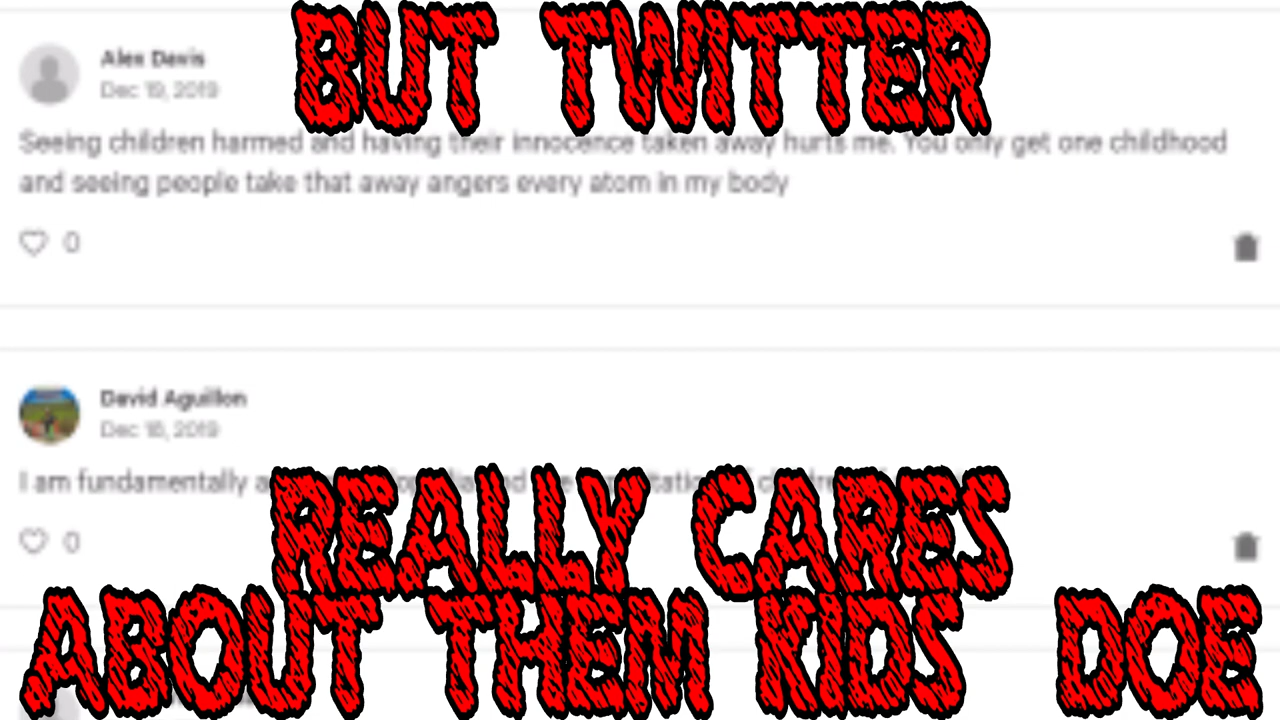 BUT TWITTER
Alex Davis
Dec 19, 2019
Seeing children harmed and having their innocence taken away hurts me. You only get one childhood
and seeing people take that away angers every atom in my body
0
David Aguillon
Dec 18, 2019
I am fundamentally
0
REALLY CARES
ABOUT THEM KIDS DOE